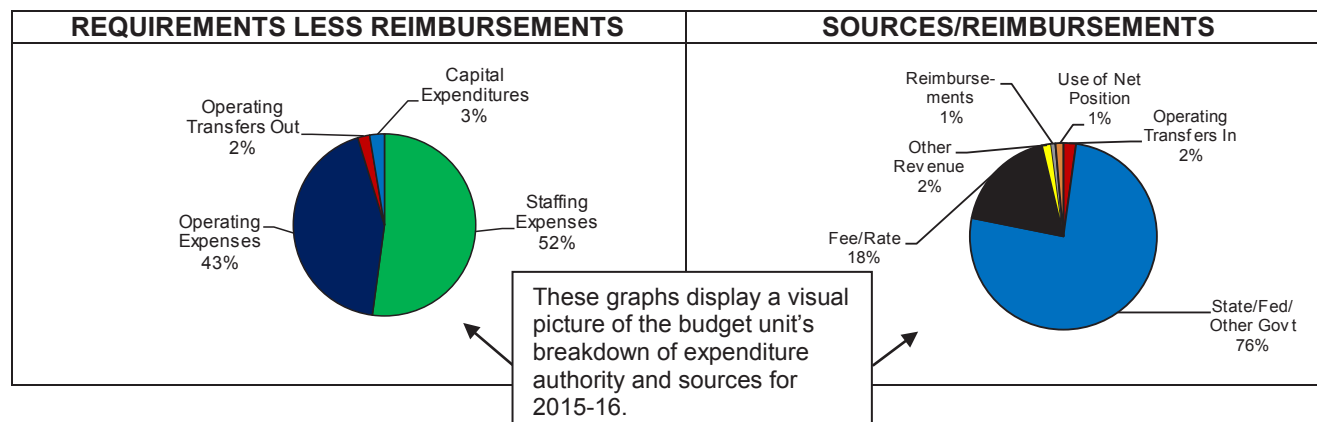 REQUIREMENTS LESS REIMBURSEMENTS
Capital
Expenditures
3%
Operating
Transfers Out
2%
Operating
Expenses
43%
Staffing
Expenses
52%
SOURCES/REIMBURSEMENTS
Reimburse-
ments
1%
Use of Net
Position
1%
Operating
Transfers In
2%
Other
Revenue
2%
Fee/Rate
18%
State/Fed/
Other Govt
76%
These graphs display a visual
picture of the budget unit's
breakdown of expenditure
authority and sources for
2015-16.